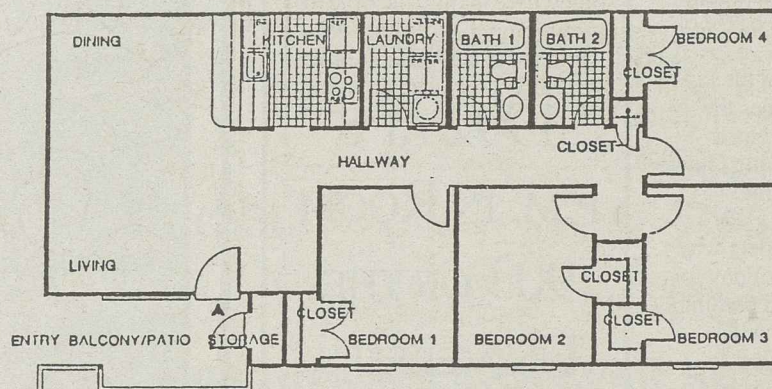 DINING
KITCHEN
LAUNDRY
BATH 1
BATH 2
BEDROOM 4
CLOSET
CLOSET
HALLWAY
LIVING
CLOSET
CLOSET
CLOSET
ENTRY BALCONY/PATIO
STORAGE
BEDROOM 1
BEDROOM 2
BEDROOM 3